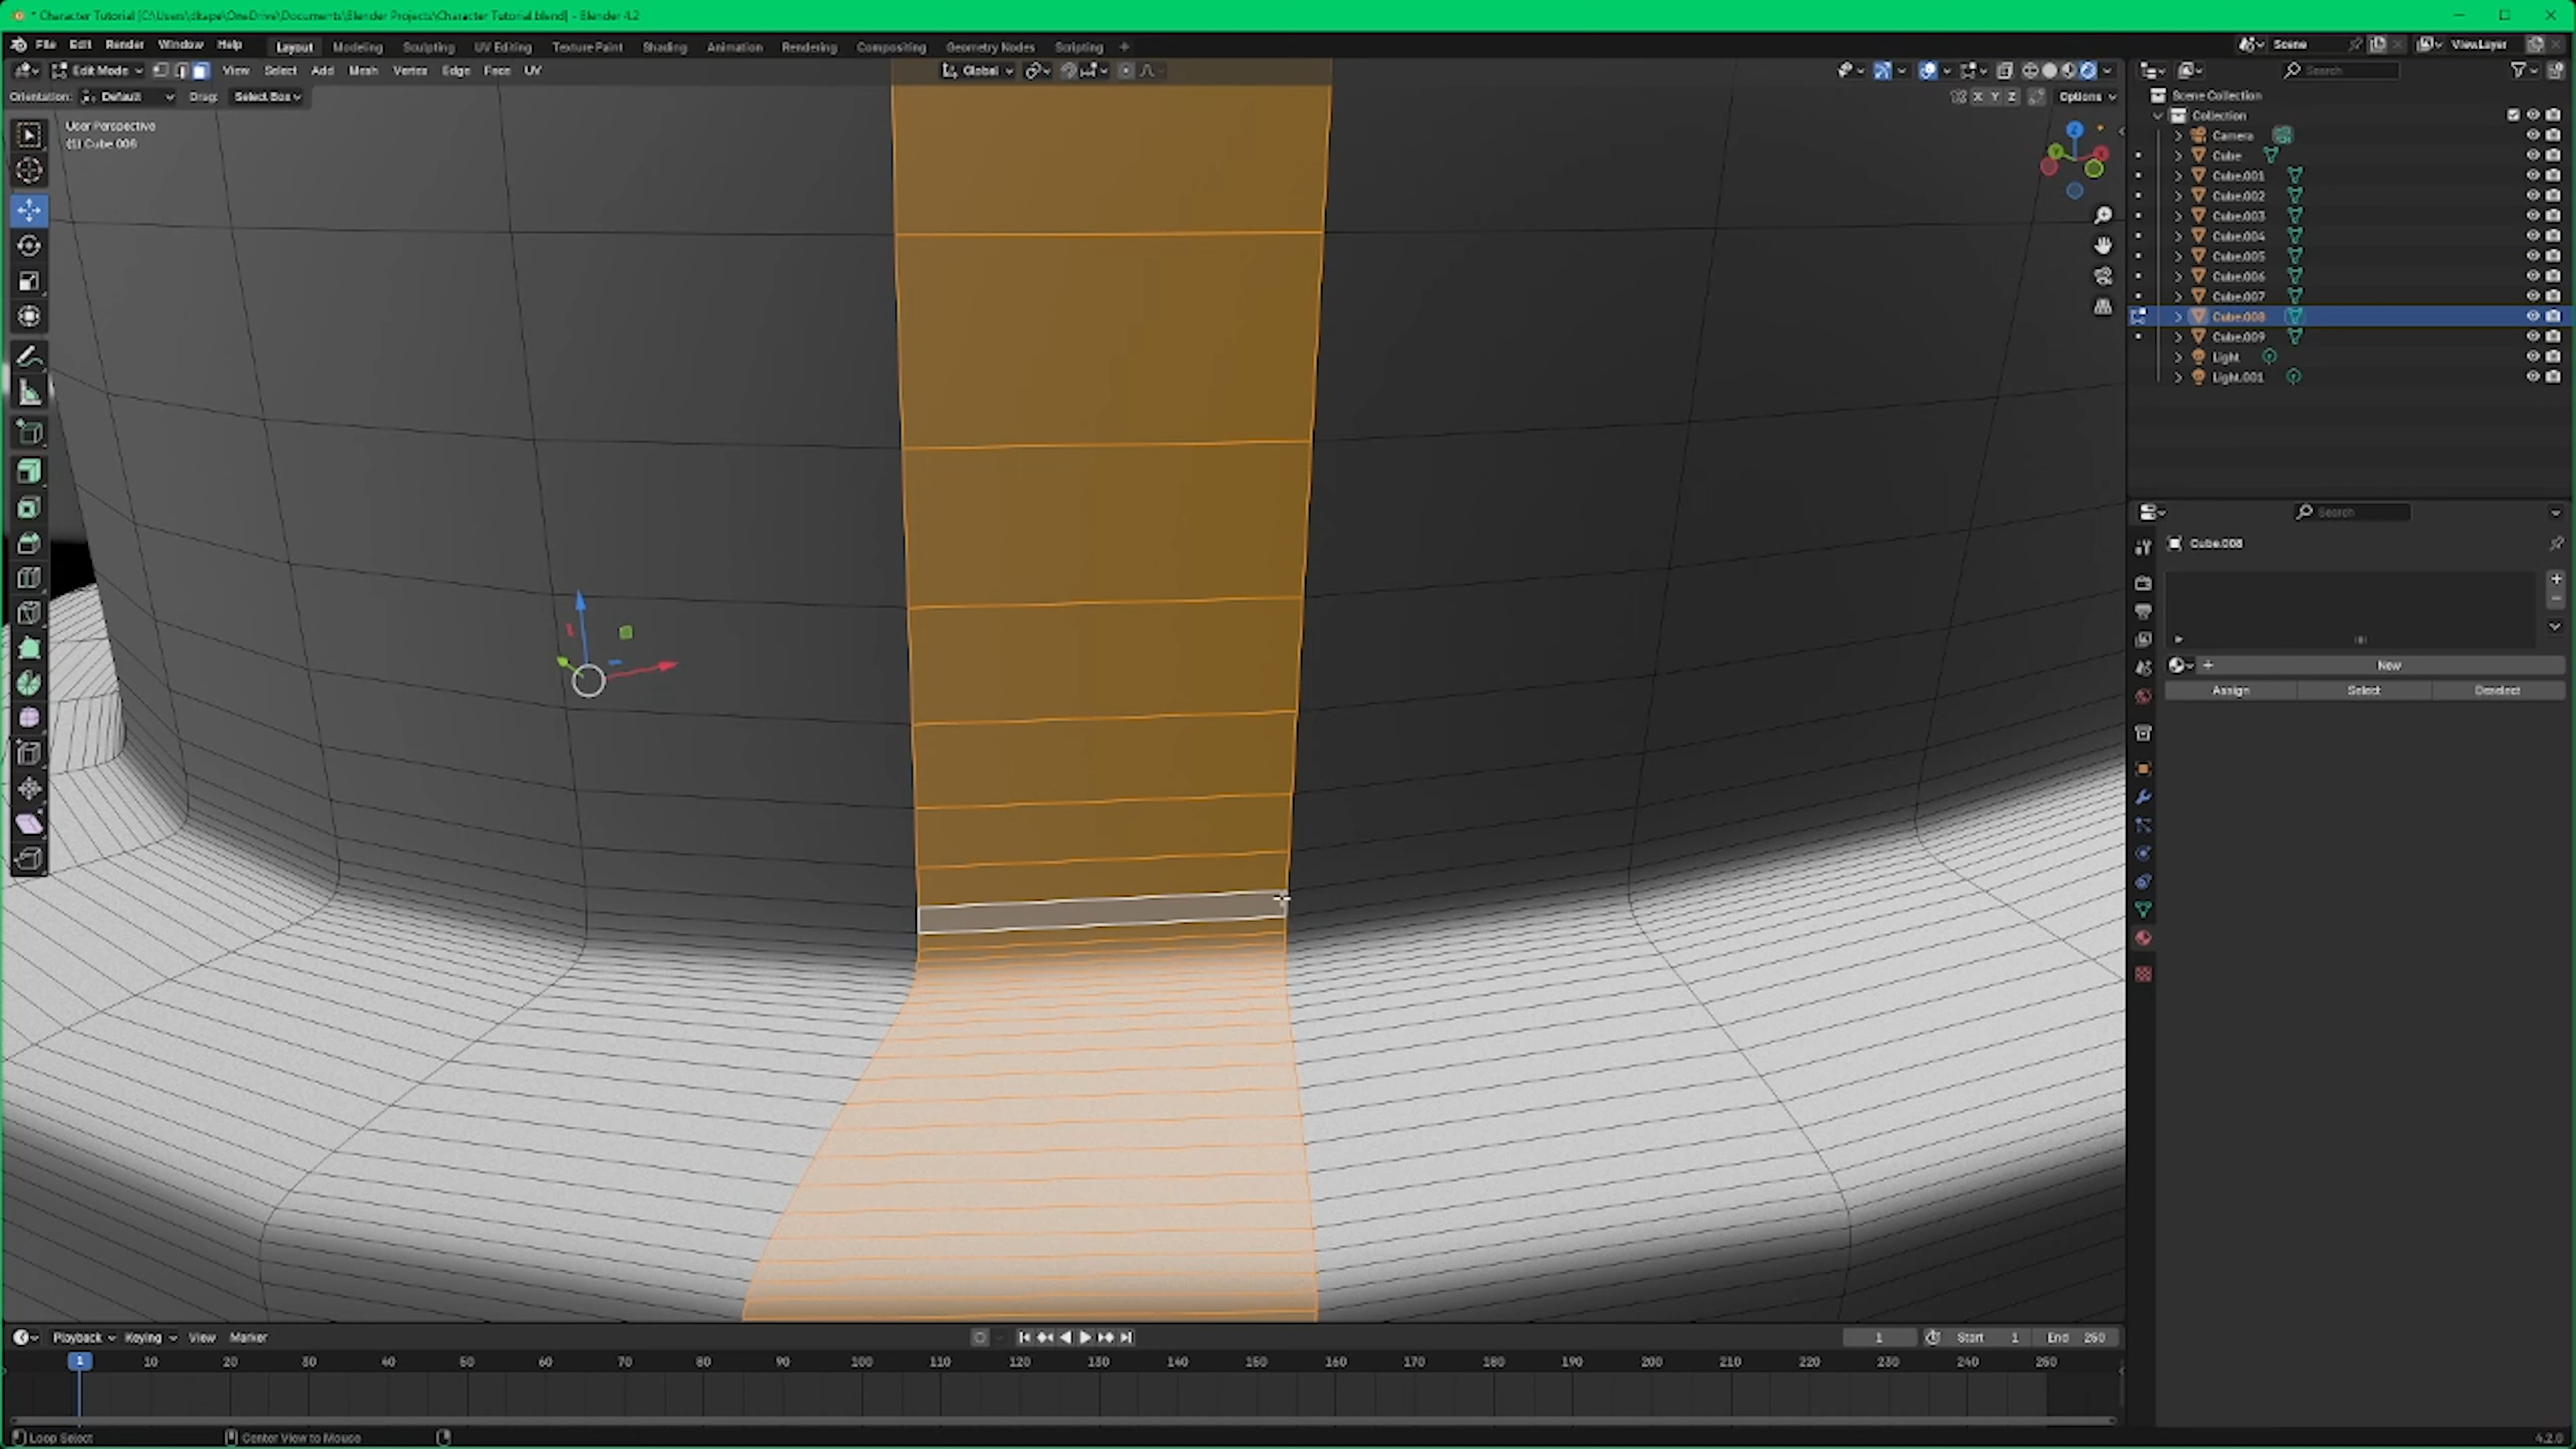 * Character Tutorial [C:\Users\dkape\OneDrive\Documents\Blender Projects\Character Tutorial.blend] - Blender 4.2
File Edit Render Window Help Layout Modeling Sculpting UV Editing Texture Paint Shading Animation Rendering Compositing Geometry Nodes Scripting + Scene ViewLayer
Edit Mode View Select Add Mesh Vertex Edge Face UV Global Search
Orientation: Default Drag: Select Box X Y Z Options
User Perspective
(1) Cube.008
Z
Y
X
Scene Collection
Collection
Camera
Cube
Cube.001
Cube.002
Cube.003
Cube.004
Cube.005
Cube.006
Cube.007
Cube.008
Cube.009
Light
Light.001
Search
Cube.008
New
Assign Select Deselect
Playback Keying View Marker 1 Start 1 End 250
1 10 20 30 40 50 60 70 80 90 100 110 120 130 140 150 160 170 180 190 200 210 220 230 240 250
Loop Select Center View to Mouse 4.2.0